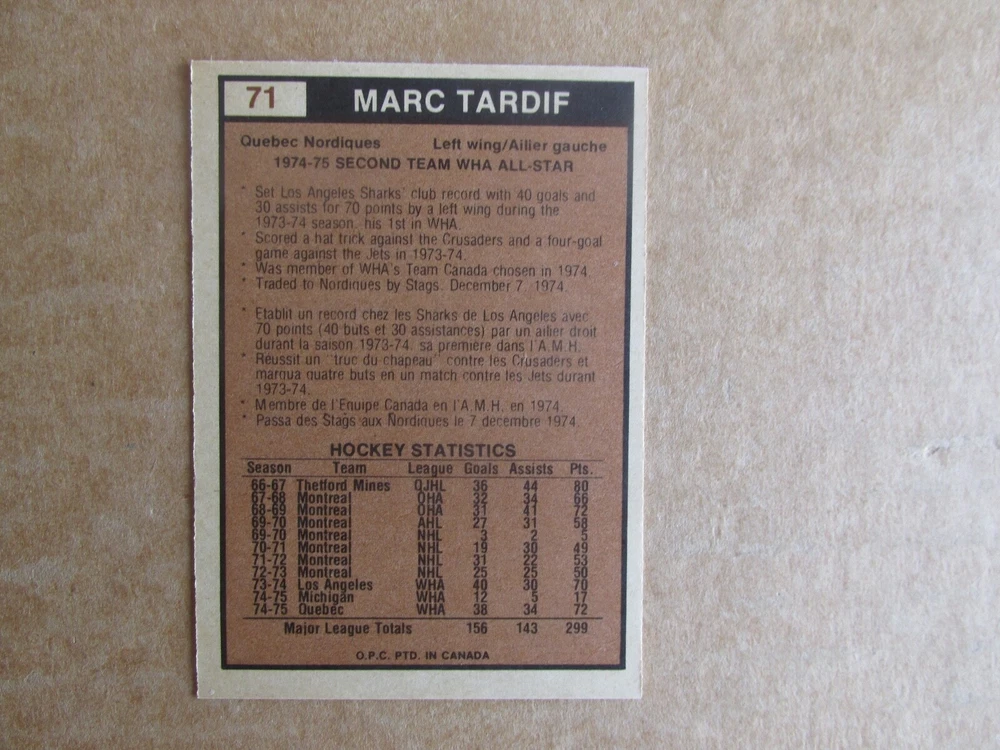 71 MARC TARDIF
Quebec Nordiques Left wing/Ailier gauche
1974-75 SECOND TEAM WHA ALL-STAR
* Set Los Angeles Sharks' club record with 40 goals and
30 assists for 70 points by a left wing during the
1973-74 season, his 1st in WHA.
* Scored a hat trick against the Crusaders and a four-goal
game against the Jets in 1973-74.
* Was member of WHA's Team Canada chosen in 1974.
* Traded to Nordiques by Stags, December 7, 1974.
* Etablit un record chez les Sharks de Los Angeles avec
70 points (40 buts et 30 assistances) par un ailier droit
durant la saison 1973-74, sa première dans l'A.M.H.
* Reussit un "truc du chapeau" contre les Crusaders et
marqua quatre buts en un match contre les Jets durant
1973-74.
* Membre de l'Equipe Canada en l'A.M.H. en 1974.
* Passa des Stags aux Nordiques le 7 decembre 1974.
HOCKEY STATISTICS
Season Team League Goals Assists Pts.
66-67 Thetford Mines QJHL 36 44 80
67-68 Montreal OHA 32 34 66
68-69 Montreal OHA 31 41 72
69-70 Montreal AHL 27 31 58
69-70 Montreal NHL 3 2 5
70-71 Montreal NHL 19 30 49
71-72 Montreal NHL 31 22 53
72-73 Montreal NHL 25 25 50
73-74 Los Angeles WHA 40 30 70
74-75 Michigan WHA 12 5 17
74-75 Quebec WHA 38 34 72
Major League Totals 156 143 299
O.P.C. PTD. IN CANADA